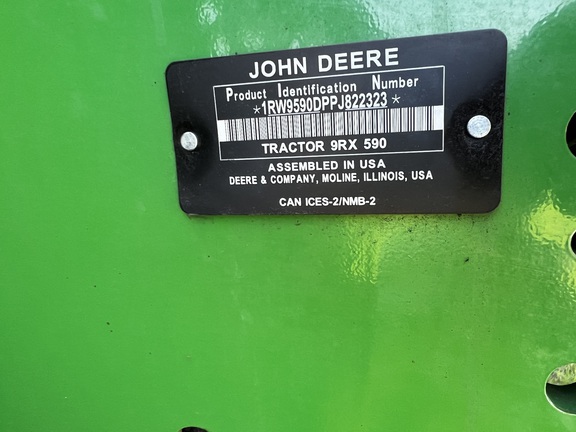 JOHN DEERE
Product Identification Number
*1RW9590DPPJ822323*
TRACTOR 9RX 590
ASSEMBLED IN USA
DEERE & COMPANY, MOLINE, ILLINOIS, USA
CAN ICES-2/NMB-2